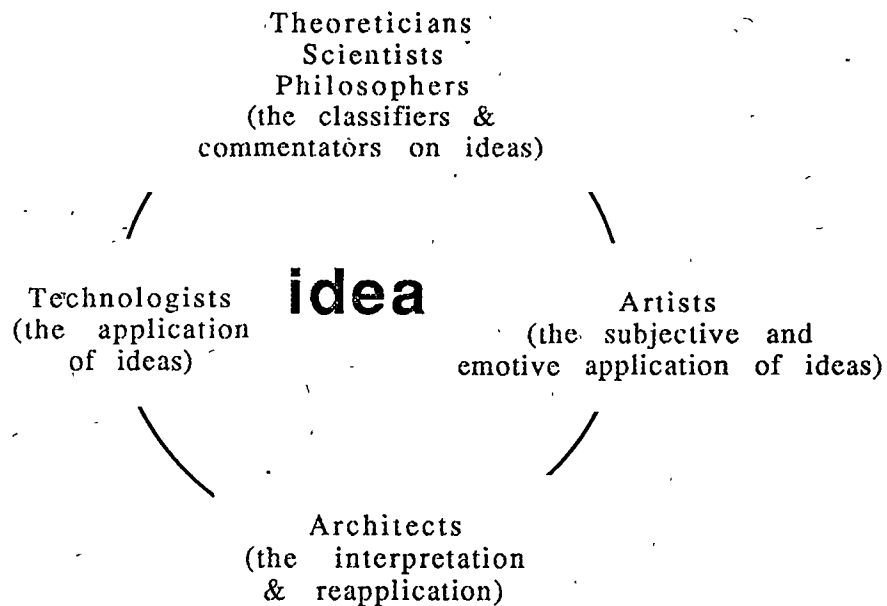 Theoreticians
Scientists
Philosophers
(the classifiers &
commentators on ideas)
idea
Technologists
(the application
of ideas)
Artists
(the subjective and
emotive application of ideas)
Architects
(the interpretation
& reapplication)